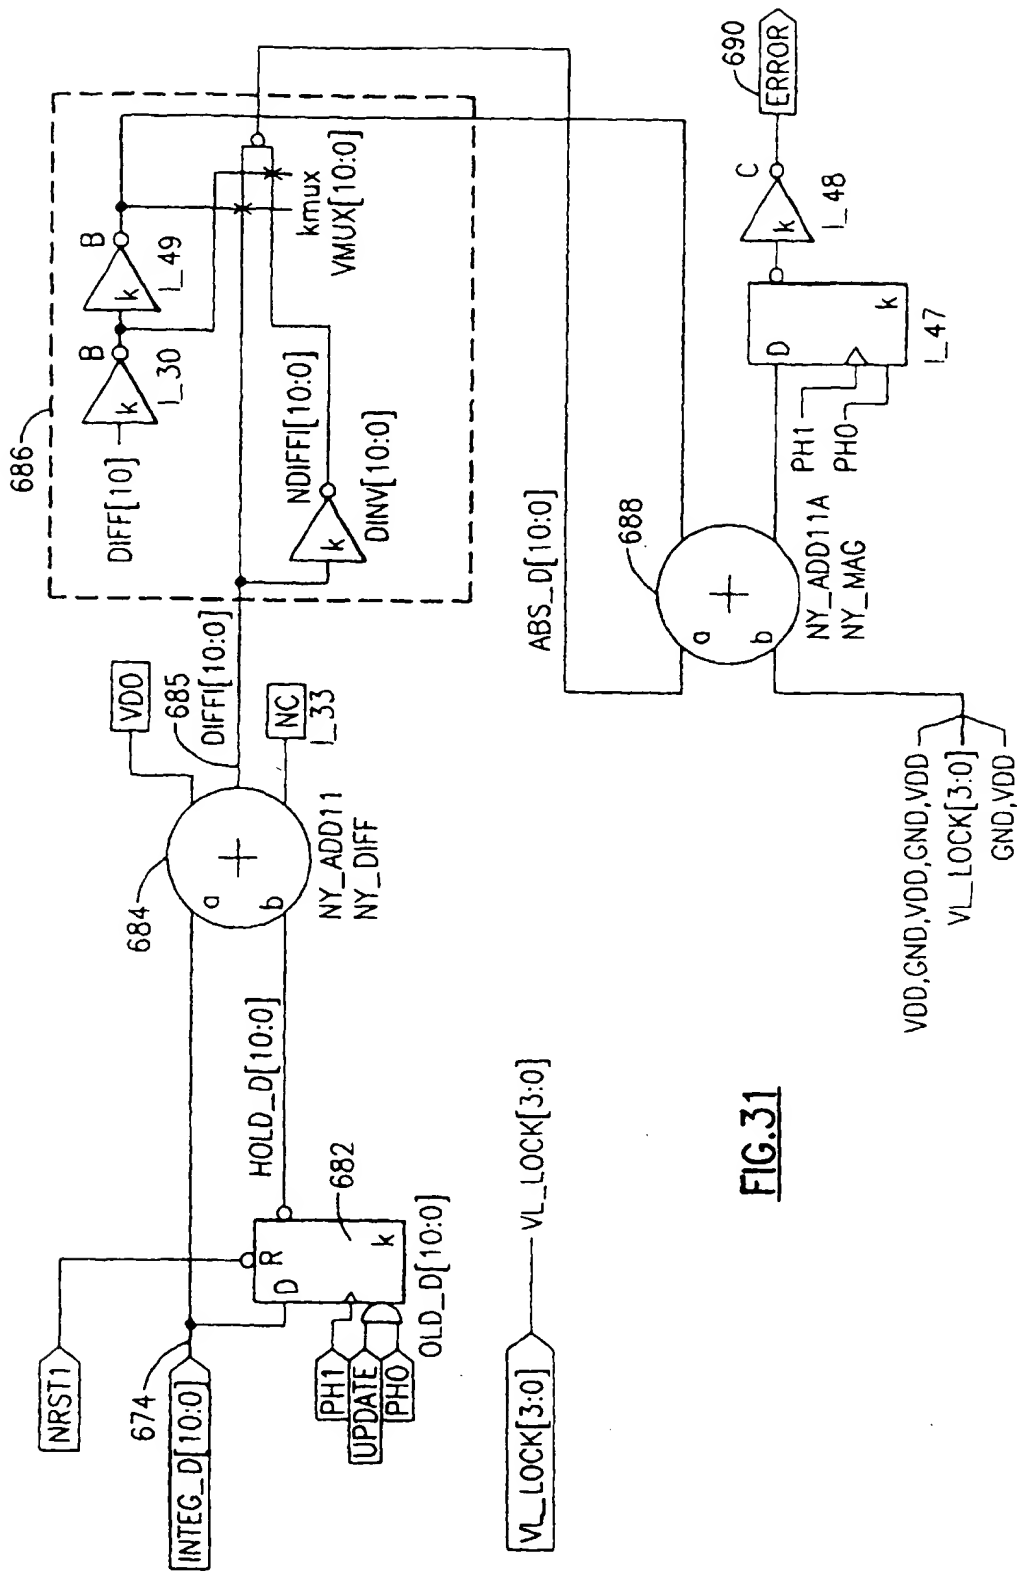 686
DIFF[10]
k
B
I_30
k
B
I_49
kmux
VMUX[10:0]
NDIFFI[10:0]
k
DINV[10:0]
690
ERROR
C
k
I_48
D
k
I_47
PH1
PH0
ABS_D[10:0]
688
a
b
+
NY_ADD11A
NY_MAG
VDD,GND,VDD,GND,VDD
VL_LOCK[3:0]
GND,VDD
VDD
685
DIFFI[10:0]
NC
I_33
684
a
b
+
NY_ADD11
NY_DIFF
HOLD_D[10:0]
682
R
D
k
OLD_D[10:0]
PH1
UPDATE
PH0
NRST1
674
INTEG_D[10:0]
VL_LOCK[3:0]
VL_LOCK[3:0]
FIG.31